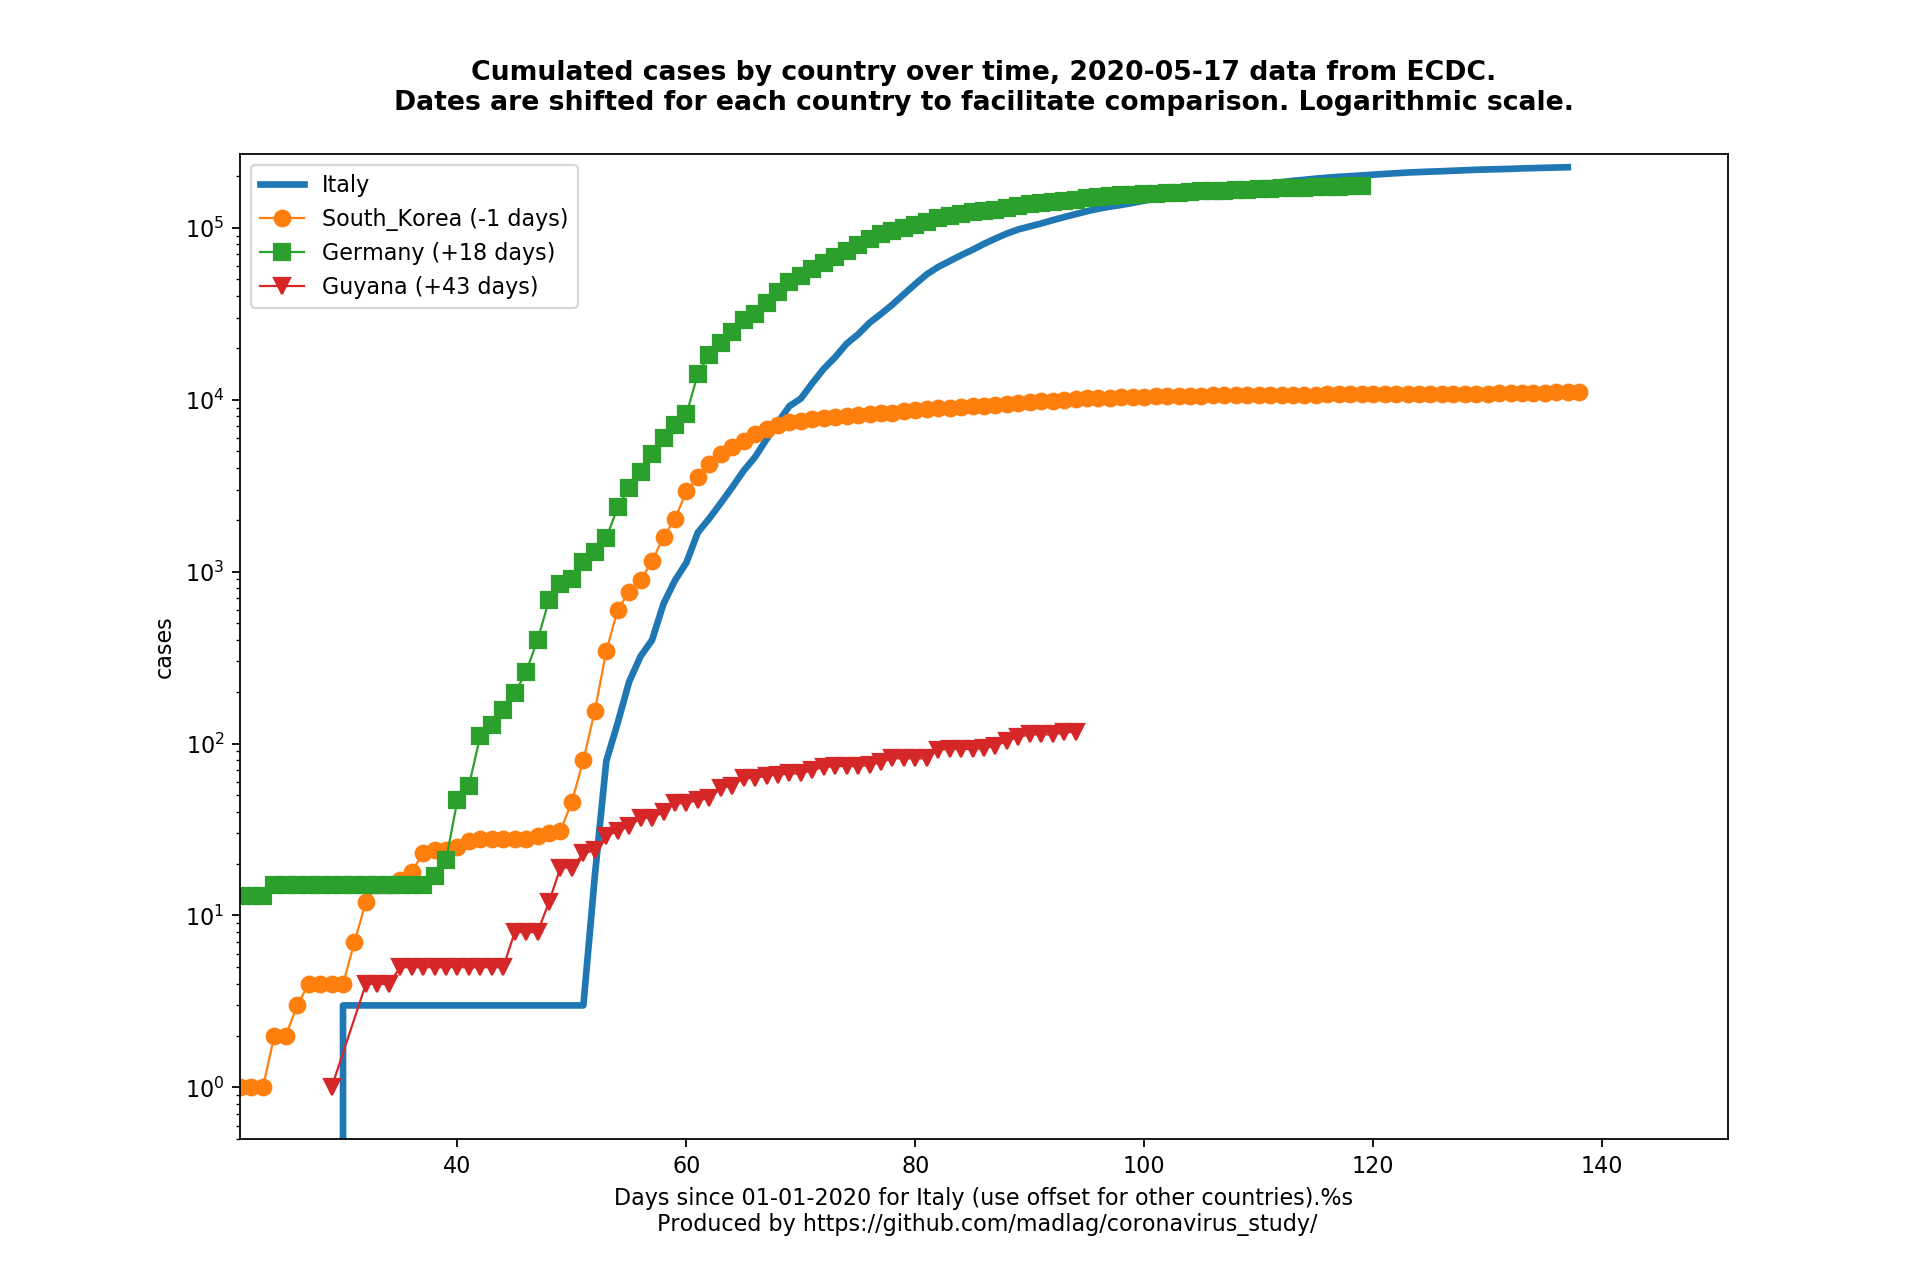 Cumulated cases by country over time, 2020-05-17 data from ECDC.
Dates are shifted for each country to facilitate comparison. Logarithmic scale.
Italy
South_Korea (-1 days)
Germany (+18 days)
Guyana (+43 days)
10^5
10^4
10^3
10^2
10^1
10^0
cases
40 60 80 100 120 140
Days since 01-01-2020 for Italy (use offset for other countries).%s
Produced by https://github.com/madlag/coronavirus_study/